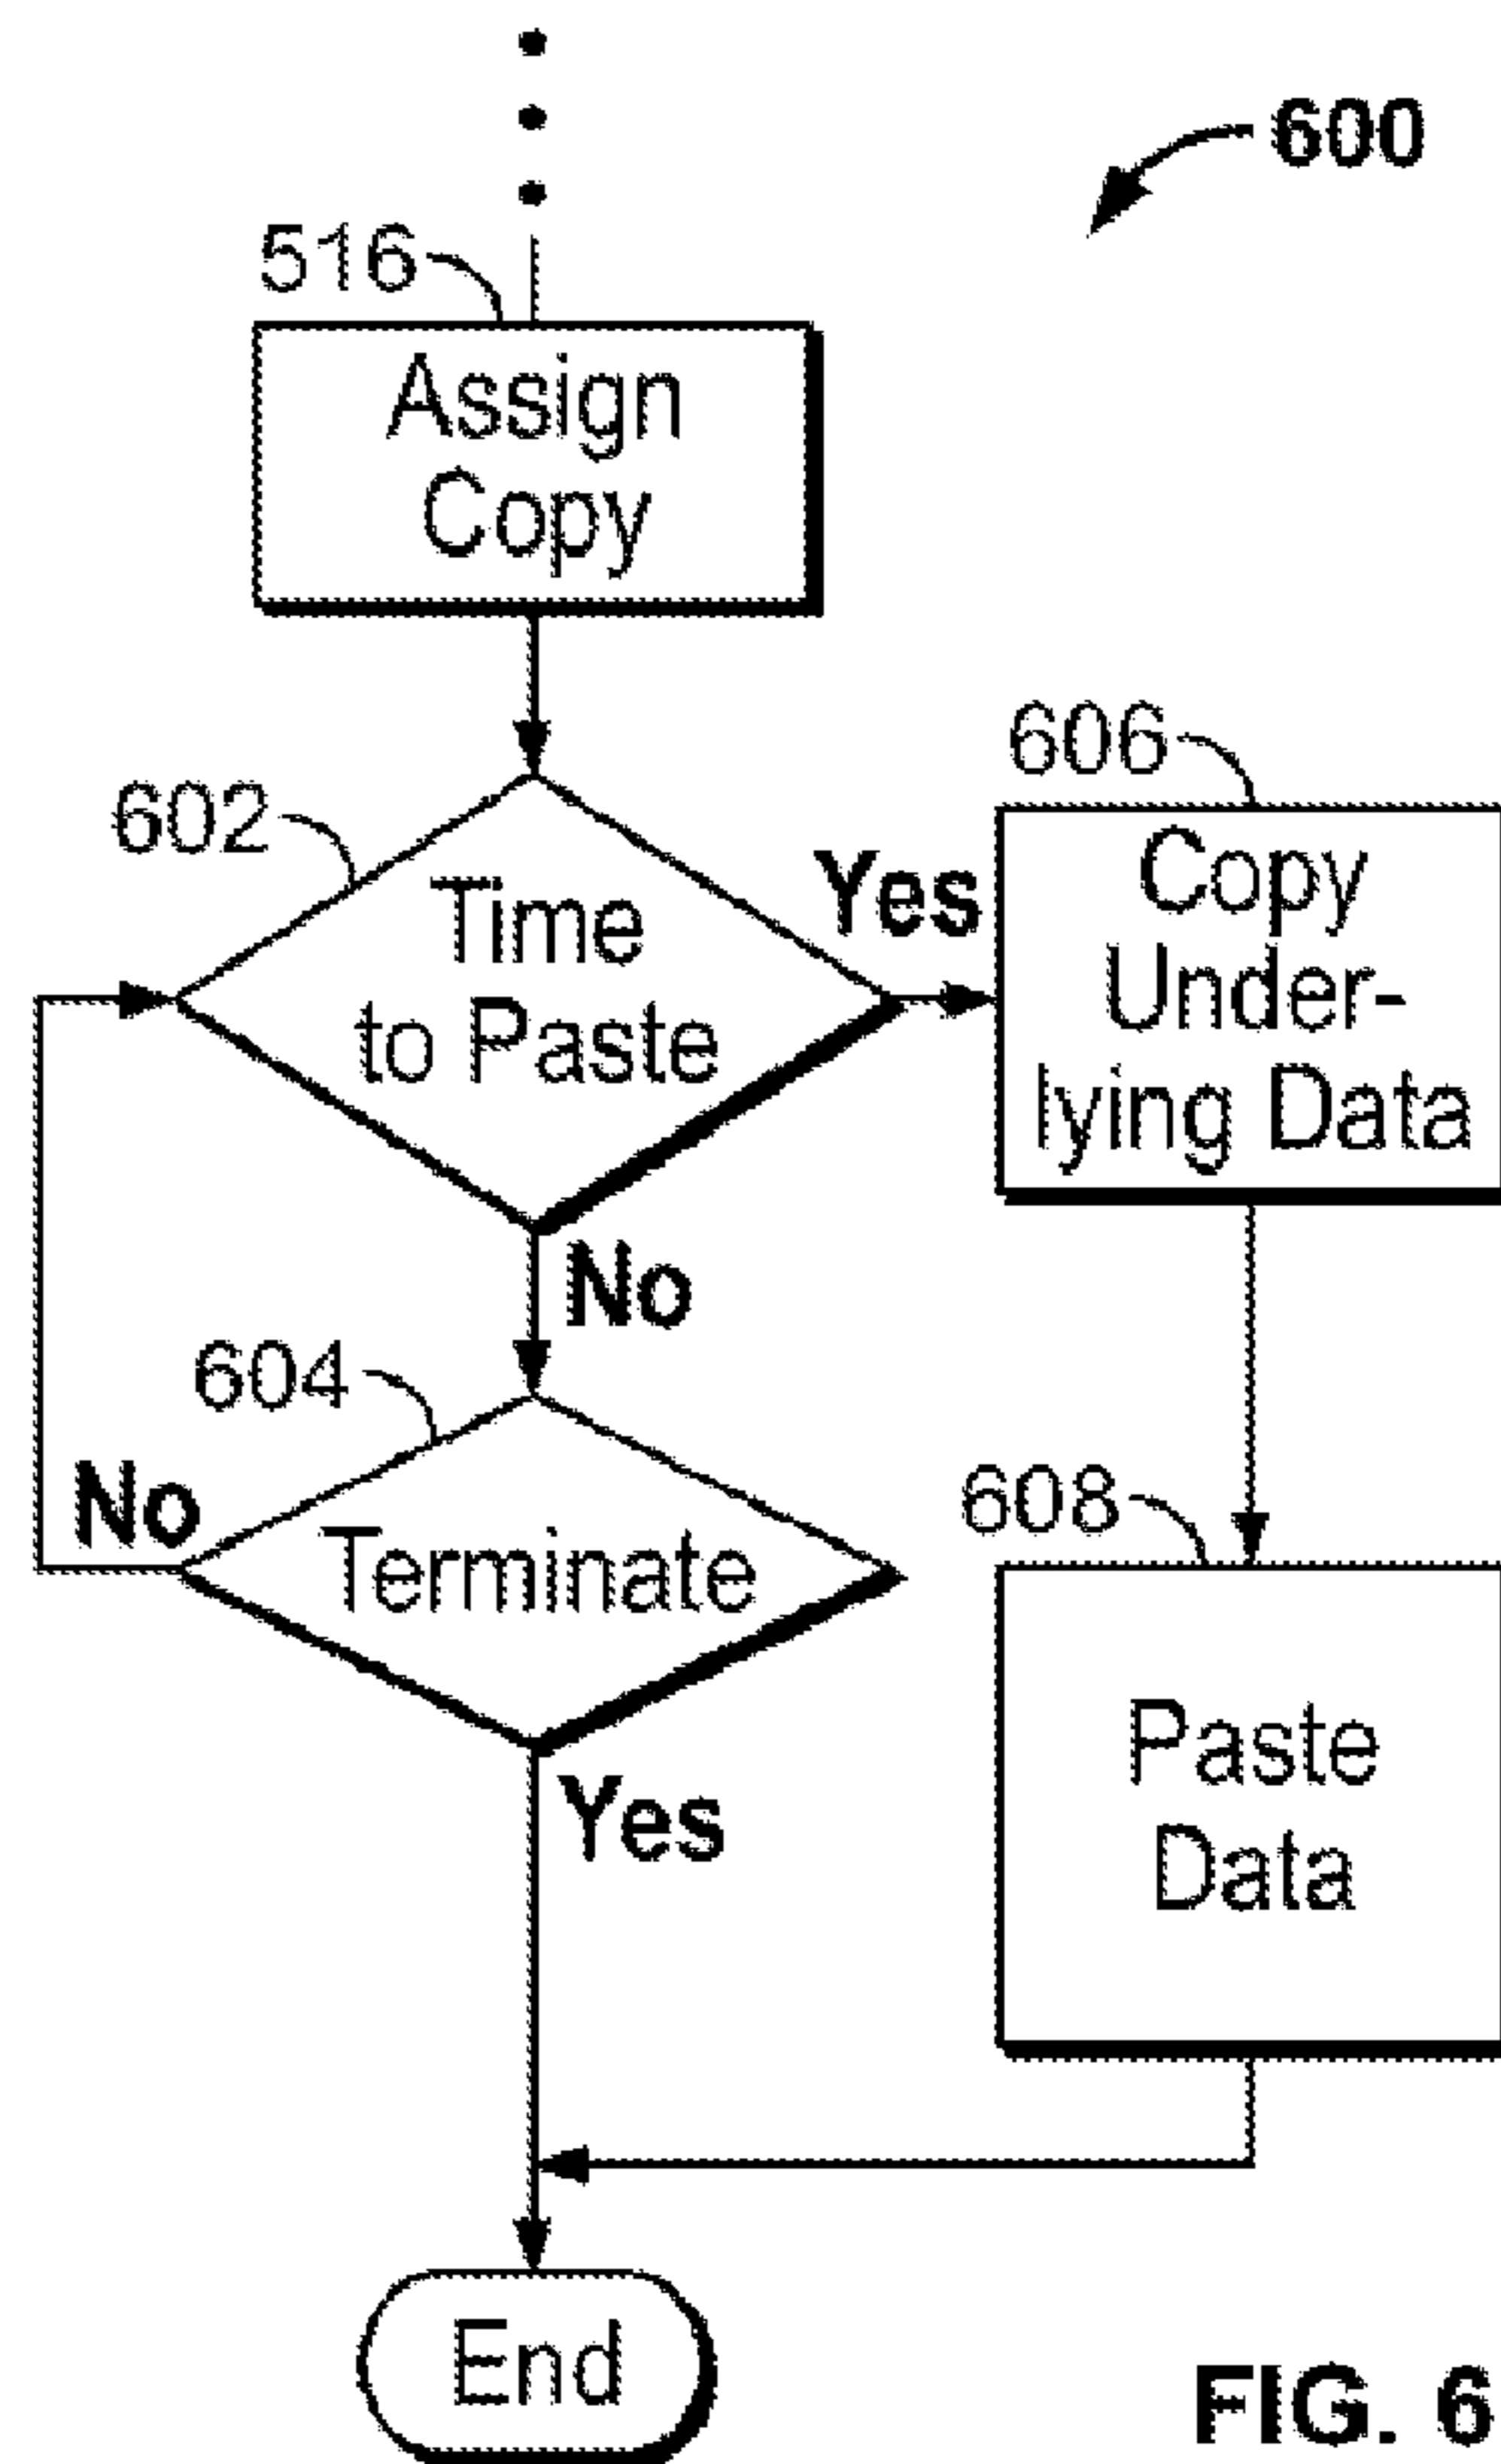 600
516
Assign
Copy
602
Time
to Paste
Yes
606
Copy
Under-
lying Data
No
604
Terminate
No
Yes
608
Paste
Data
End
FIG. 6